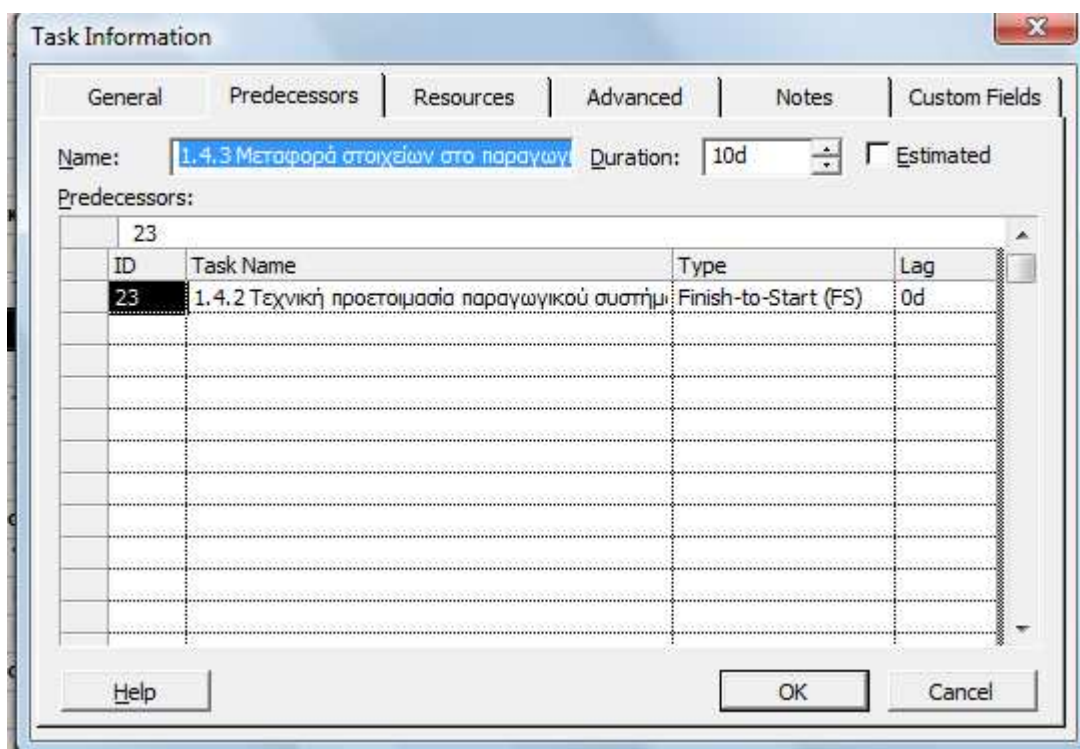 Task Information
General Predecessors Resources Advanced Notes Custom Fields
Name: 1.4.3 Μεταφορά στοιχείων στο παραγωγι Duration: 10d Estimated
Predecessors:
23
ID Task Name Type Lag
23 1.4.2 Τεχνική προετοιμασία παραγωγικού συστήμ Finish-to-Start (FS) 0d
Help OK Cancel